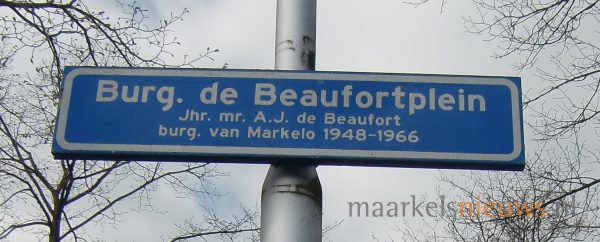 Burg. de Beaufortplein
Jhr. mr. A.J. de Beaufort
burg. van Markelo 1948-1966
maarkelsnieuws.nl